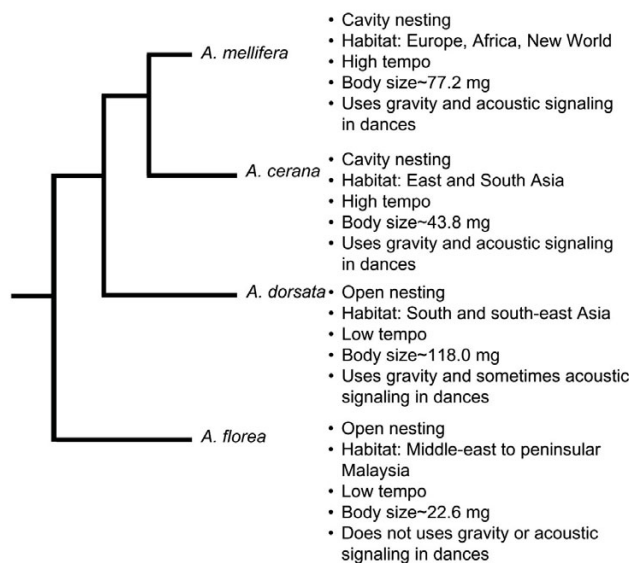 A. mellifera
• Cavity nesting
• Habitat: Europe, Africa, New World
• High tempo
• Body size~77.2 mg
• Uses gravity and acoustic signaling
in dances
A. cerana
• Cavity nesting
• Habitat: East and South Asia
• High tempo
• Body size~43.8 mg
• Uses gravity and acoustic signaling
in dances
A. dorsata
• Open nesting
• Habitat: South and south-east Asia
• Low tempo
• Body size~118.0 mg
• Uses gravity and sometimes acoustic
signaling in dances
A. florea
• Open nesting
• Habitat: Middle-east to peninsular
Malaysia
• Low tempo
• Body size~22.6 mg
• Does not uses gravity or acoustic
signaling in dances